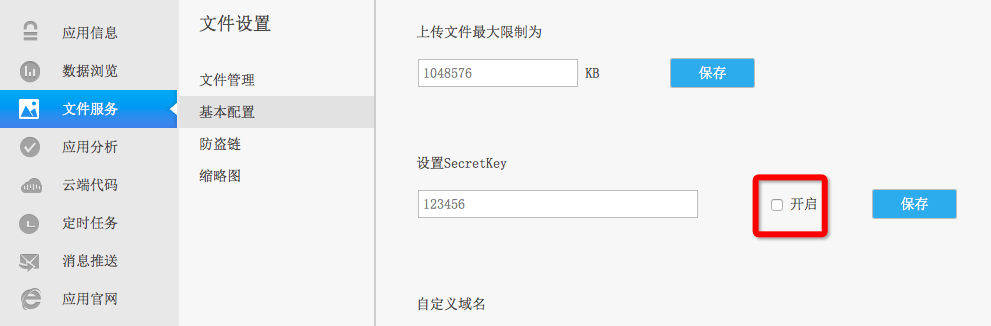 应用信息
数据浏览
文件服务
应用分析
云端代码
定时任务
消息推送
应用官网
文件设置
文件管理
基本配置
防盗链
缩略图
上传文件最大限制为
1048576 KB 保存
设置SecretKey
123456 开启 保存
自定义域名